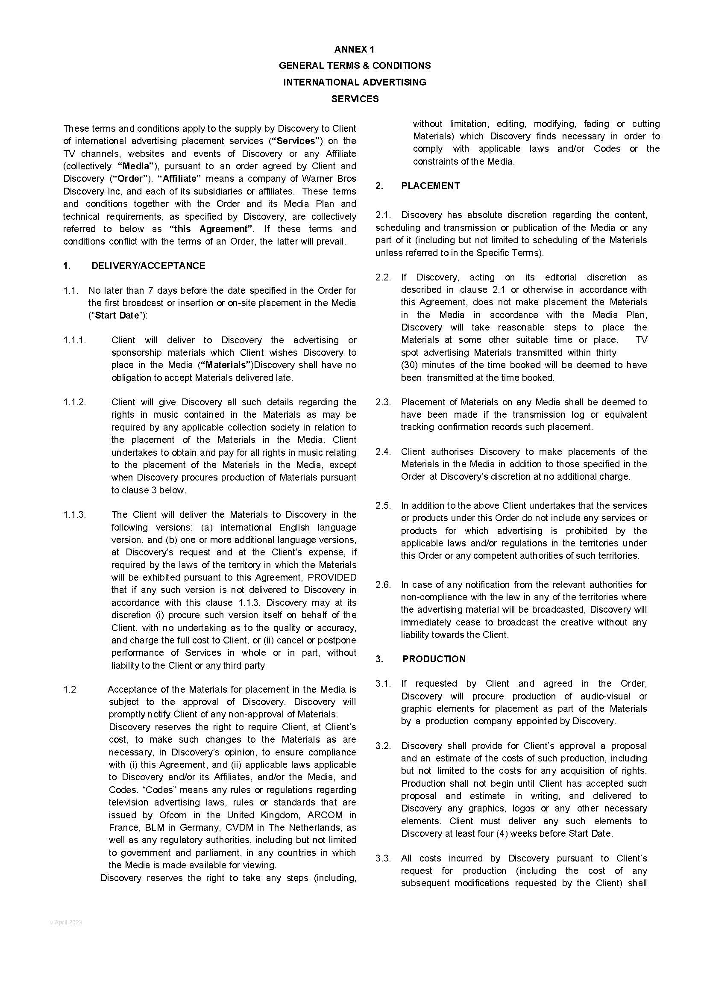 ANNEX 1
GENERAL TERMS & CONDITIONS
INTERNATIONAL ADVERTISING
SERVICES
These terms and conditions apply to the supply by Discovery to Client
of international advertising placement services (“Services”) on the
TV channels, websites and events of Discovery or any Affiliate
(collectively “Media”), pursuant to an order agreed by Client and
Discovery (“Order”). “Affiliate” means a company of Warner Bros
Discovery Inc, and each of its subsidiaries or affiliates. These terms
and conditions together with the Order and its Media Plan and
technical requirements, as specified by Discovery, are collectively
referred to below as “this Agreement”. If these terms and
conditions conflict with the terms of an Order, the latter will prevail.
1. DELIVERY/ACCEPTANCE
1.1. No later than 7 days before the date specified in the Order for
the first broadcast or insertion or on-site placement in the Media
(“Start Date”):
1.1.1. Client will deliver to Discovery the advertising or
sponsorship materials which Client wishes Discovery to
place in the Media (“Materials”)Discovery shall have no
obligation to accept Materials delivered late.
1.1.2. Client will give Discovery all such details regarding the
rights in music contained in the Materials as may be
required by any applicable collection society in relation to
the placement of the Materials in the Media. Client
undertakes to obtain and pay for all rights in music relating
to the placement of the Materials in the Media, except
when Discovery procures production of Materials pursuant
to clause 3 below.
1.1.3. The Client will deliver the Materials to Discovery in the
following versions: (a) international English language
version, and (b) one or more additional language versions,
at Discovery’s request and at the Client’s expense, if
required by the laws of the territory in which the Materials
will be exhibited pursuant to this Agreement, PROVIDED
that if any such version is not delivered to Discovery in
accordance with this clause 1.1.3, Discovery may at its
discretion (i) procure such version itself on behalf of the
Client, with no undertaking as to the quality or accuracy,
and charge the full cost to Client, or (ii) cancel or postpone
performance of Services in whole or in part, without
liability to the Client or any third party
1.2 Acceptance of the Materials for placement in the Media is
subject to the approval of Discovery. Discovery will
promptly notify Client of any non-approval of Materials.
Discovery reserves the right to require Client, at Client’s
cost, to make such changes to the Materials as are
necessary, in Discovery’s opinion, to ensure compliance
with (i) this Agreement, and (ii) applicable laws applicable
to Discovery and/or its Affiliates, and/or the Media, and
Codes. “Codes” means any rules or regulations regarding
television advertising laws, rules or standards that are
issued by Ofcom in the United Kingdom, ARCOM in
France, BLM in Germany, CVDM in The Netherlands, as
well as any regulatory authorities, including but not limited
to government and parliament, in any countries in which
the Media is made available for viewing.
Discovery reserves the right to take any steps (including,
without limitation, editing, modifying, fading or cutting
Materials) which Discovery finds necessary in order to
comply with applicable laws and/or Codes or the
constraints of the Media.
2. PLACEMENT
2.1. Discovery has absolute discretion regarding the content,
scheduling and transmission or publication of the Media or any
part of it (including but not limited to scheduling of the Materials
unless referred to in the Specific Terms).
2.2. If Discovery, acting on its editorial discretion as
described in clause 2.1 or otherwise in accordance with
this Agreement, does not make placement the Materials
in the Media in accordance with the Media Plan,
Discovery will take reasonable steps to place the
Materials at some other suitable time or place. TV
spot advertising Materials transmitted within thirty
(30) minutes of the time booked will be deemed to have
been transmitted at the time booked.
2.3. Placement of Materials on any Media shall be deemed to
have been made if the transmission log or equivalent
tracking confirmation records such placement.
2.4. Client authorises Discovery to make placements of the
Materials in the Media in addition to those specified in the
Order at Discovery’s discretion at no additional charge.
2.5. In addition to the above Client undertakes that the services
or products under this Order do not include any services or
products for which advertising is prohibited by the
applicable laws and/or regulations in the territories under
this Order or any competent authorities of such territories.
2.6. In case of any notification from the relevant authorities for
non-compliance with the law in any of the territories where
the advertising material will be broadcasted, Discovery will
immediately cease to broadcast the creative without any
liability towards the Client.
3. PRODUCTION
3.1. If requested by Client and agreed in the Order,
Discovery will procure production of audio-visual or
graphic elements for placement as part of the Materials
by a production company appointed by Discovery.
3.2. Discovery shall provide for Client’s approval a proposal
and an estimate of the costs of such production, including
but not limited to the costs for any acquisition of rights.
Production shall not begin until Client has accepted such
proposal and estimate in writing, and delivered to
Discovery any graphics, logos or any other necessary
elements. Client must deliver any such elements to
Discovery at least four (4) weeks before Start Date.
3.3. All costs incurred by Discovery pursuant to Client’s
request for production (including the cost of any
subsequent modifications requested by the Client) shall
v April 2023